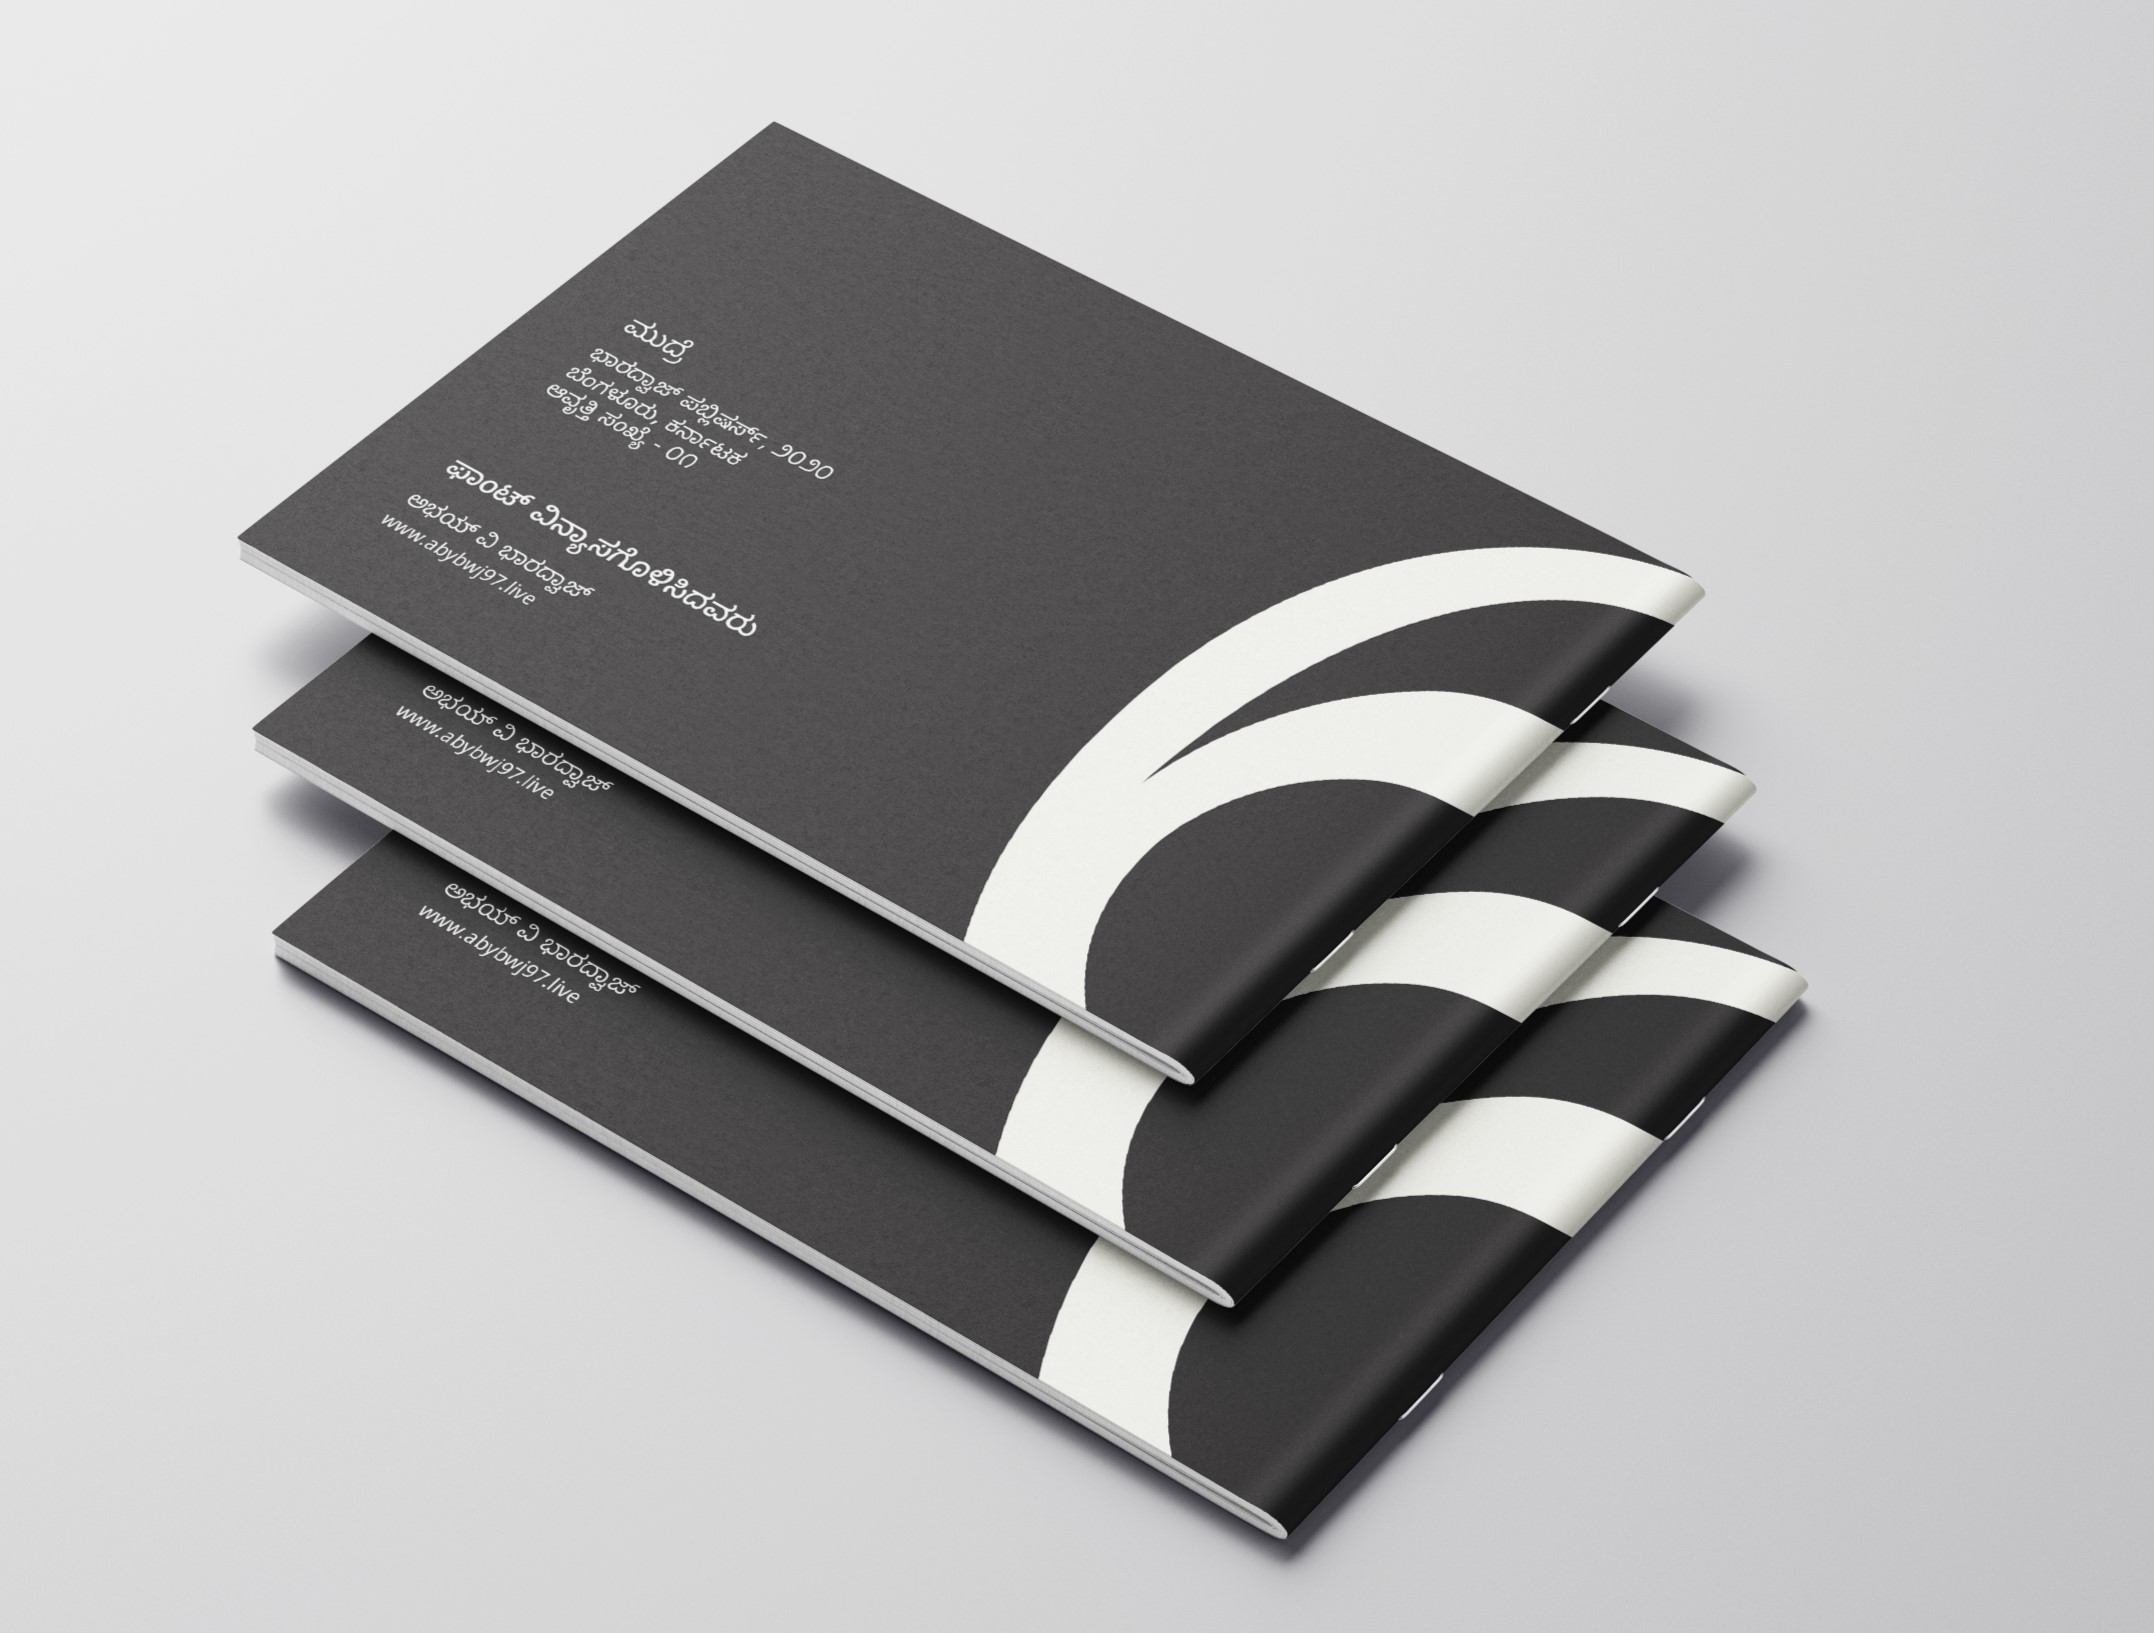 ಮುದ್ರೆ
ಭಾರದ್ವಾಜ್ ಪಬ್ಲಿಷರ್ಸ್, ೨೦೨೦
ಬೆಂಗಳೂರು, ಕರ್ನಾಟಕ
ಆವೃತ್ತಿ ಸಂಖ್ಯೆ - ೦೧
ಫಾಂಟ್ ವಿನ್ಯಾಸಗೊಳಿಸಿದವರು
ಅಭಯ್ ವಿ ಭಾರದ್ವಾಜ್
www.abybwj97.live
ಅಭಯ್ ವಿ ಭಾರದ್ವಾಜ್
www.abybwj97.live
ಅಭಯ್ ವಿ ಭಾರದ್ವಾಜ್
www.abybwj97.live